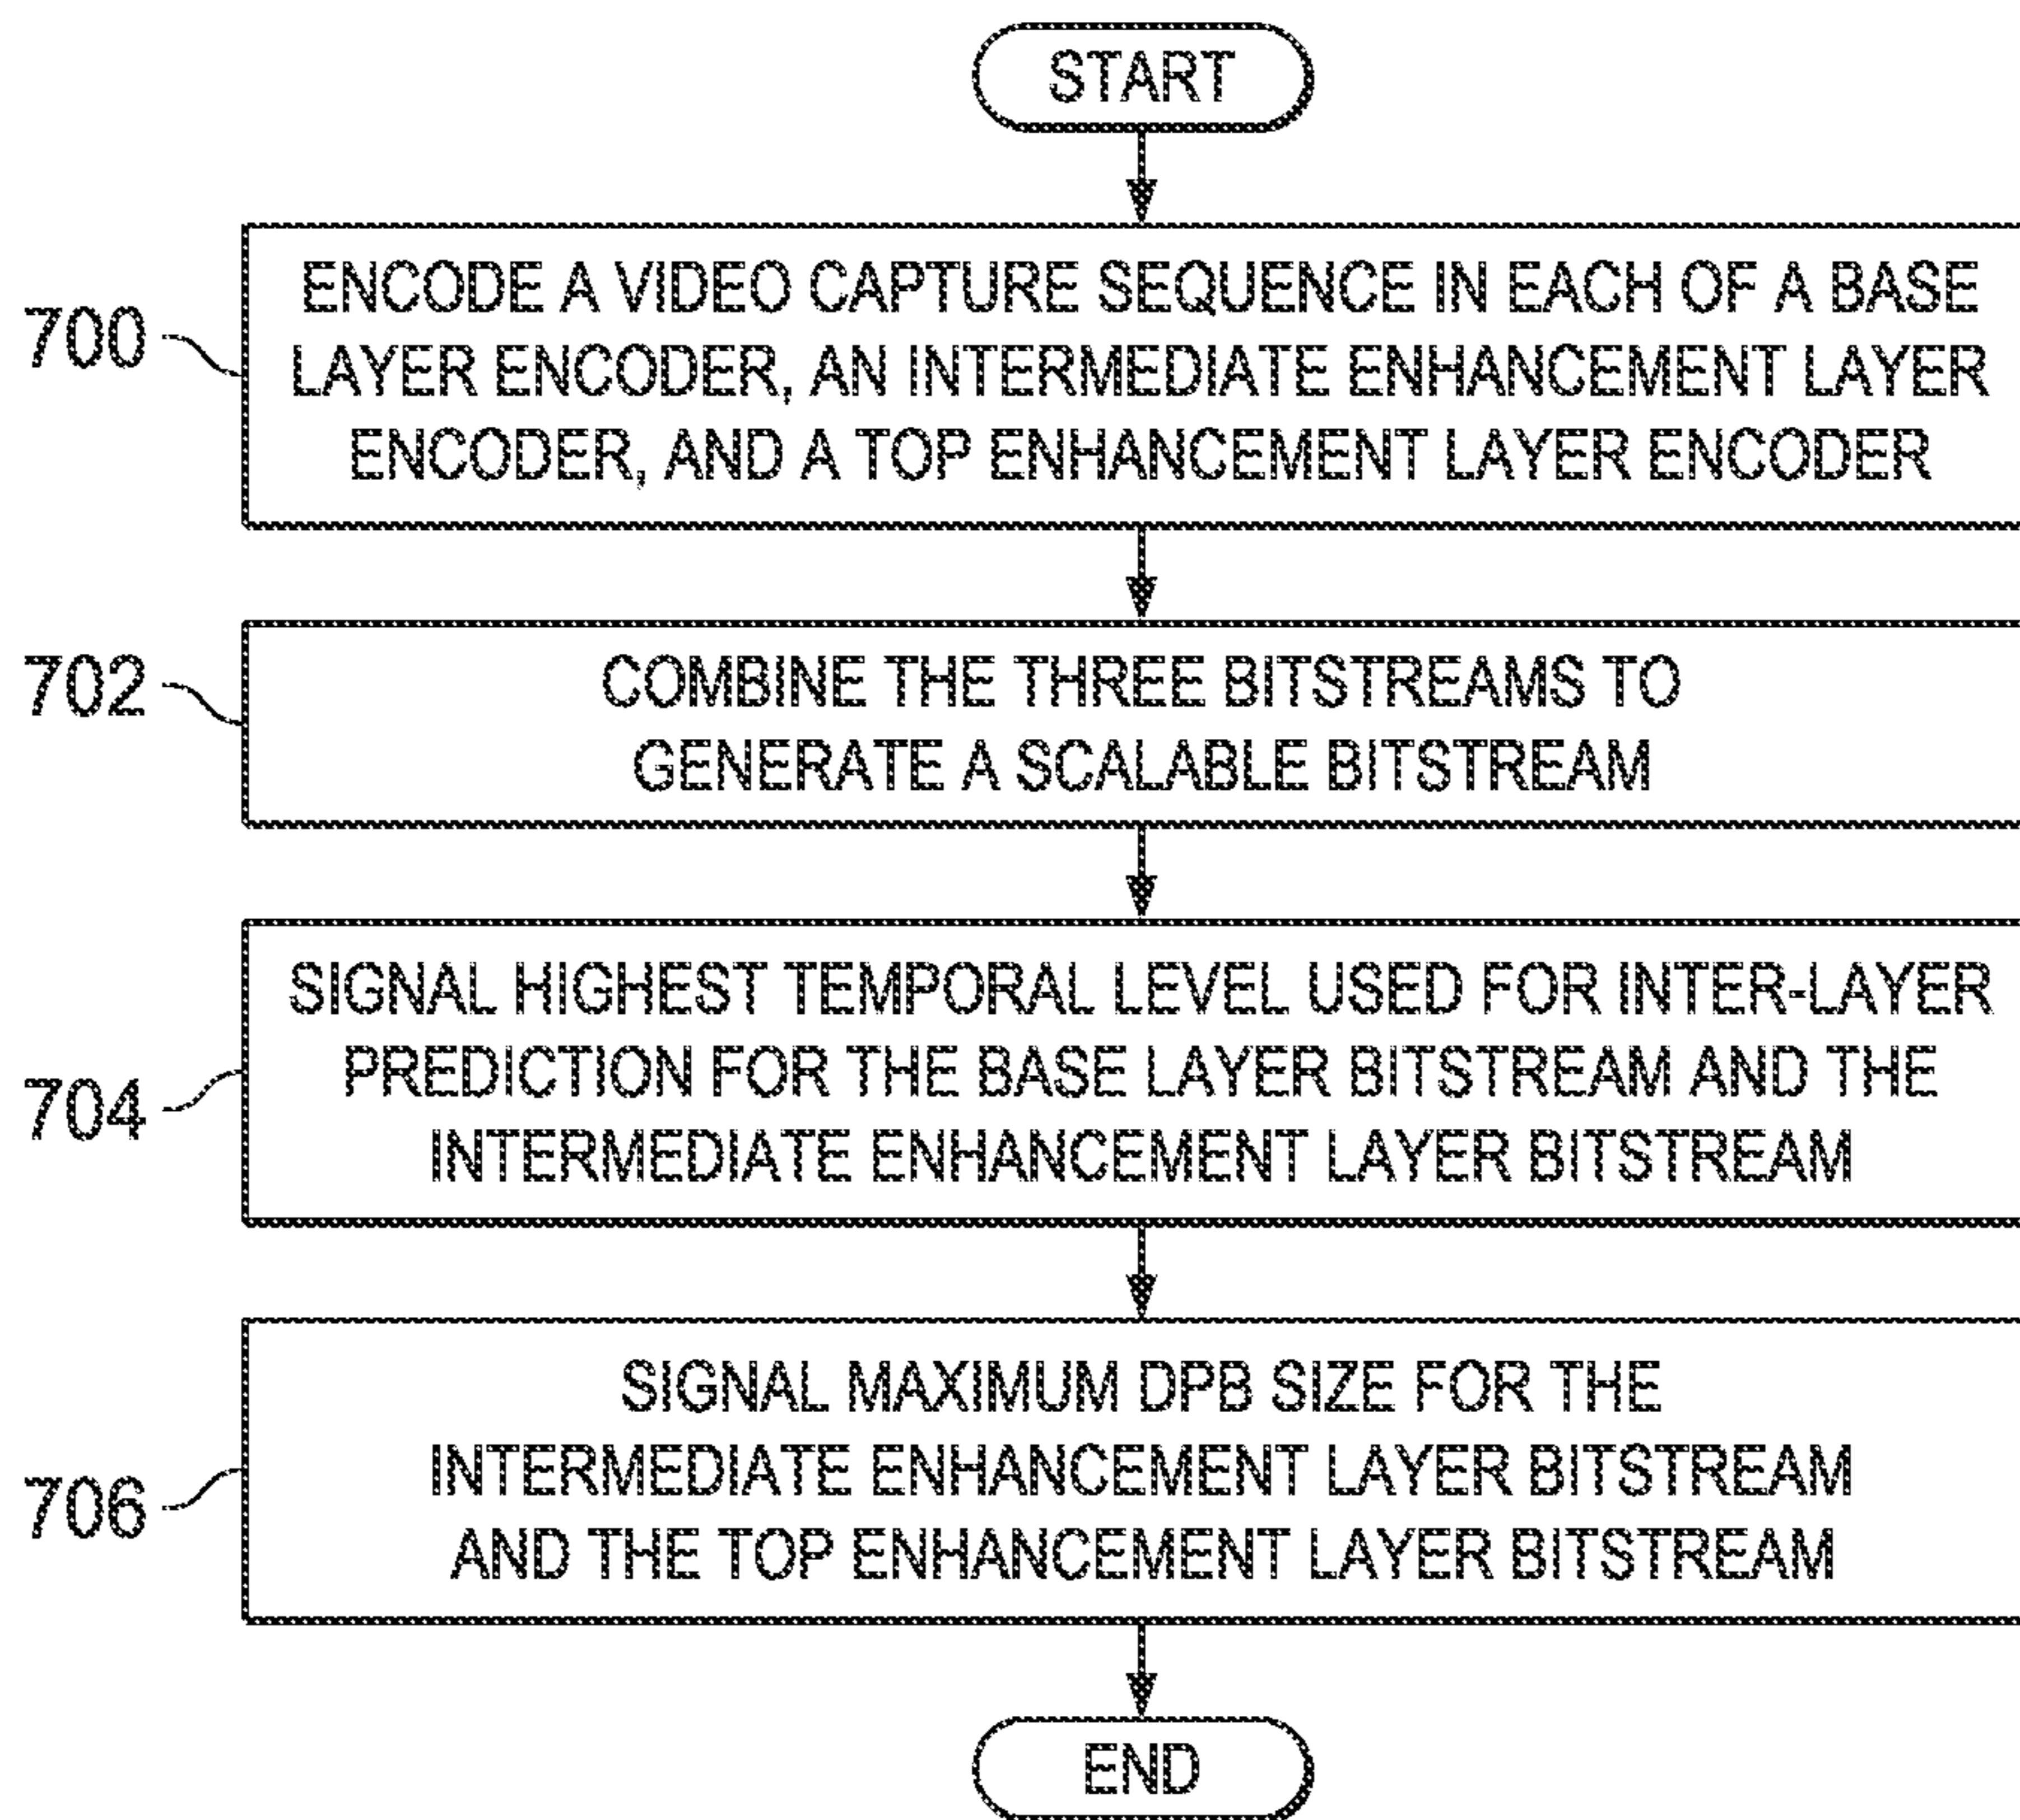 START
700
ENCODE A VIDEO CAPTURE SEQUENCE IN EACH OF A BASE
LAYER ENCODER, AN INTERMEDIATE ENHANCEMENT LAYER
ENCODER, AND A TOP ENHANCEMENT LAYER ENCODER
702
COMBINE THE THREE BITSTREAMS TO
GENERATE A SCALABLE BITSTREAM
704
SIGNAL HIGHEST TEMPORAL LEVEL USED FOR INTER-LAYER
PREDICTION FOR THE BASE LAYER BITSTREAM AND THE
INTERMEDIATE ENHANCEMENT LAYER BITSTREAM
706
SIGNAL MAXIMUM DPB SIZE FOR THE
INTERMEDIATE ENHANCEMENT LAYER BITSTREAM
AND THE TOP ENHANCEMENT LAYER BITSTREAM
END